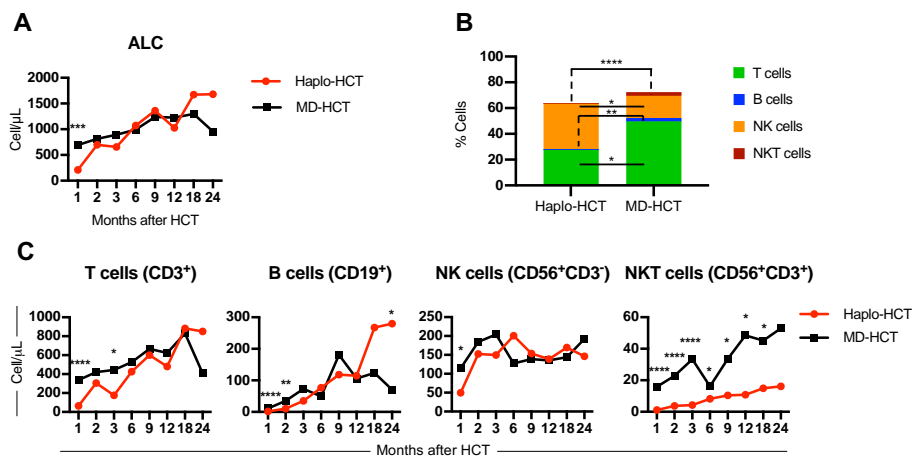 A
ALC
Cell/μL
2000
1500
1000
500
0
***
1 2 3 6 9 12 18 24
Months after HCT
Haplo-HCT
MD-HCT
B
% Cells
100
80
60
40
20
0
****
*
**
*
Haplo-HCT MD-HCT
T cells
B cells
NK cells
NKT cells
C
T cells (CD3+)
Cell/μL
1000
800
600
400
200
0
**** *
1 2 3 6 9 12 18 24
B cells (CD19+)
400
300
200
100
0
**** ** *
1 2 3 6 9 12 18 24
NK cells (CD56+CD3-)
250
200
150
100
50
0
*
1 2 3 6 9 12 18 24
NKT cells (CD56+CD3+)
60
40
20
0
**** **** **** * * * *
1 2 3 6 9 12 18 24
Haplo-HCT
MD-HCT
Months after HCT